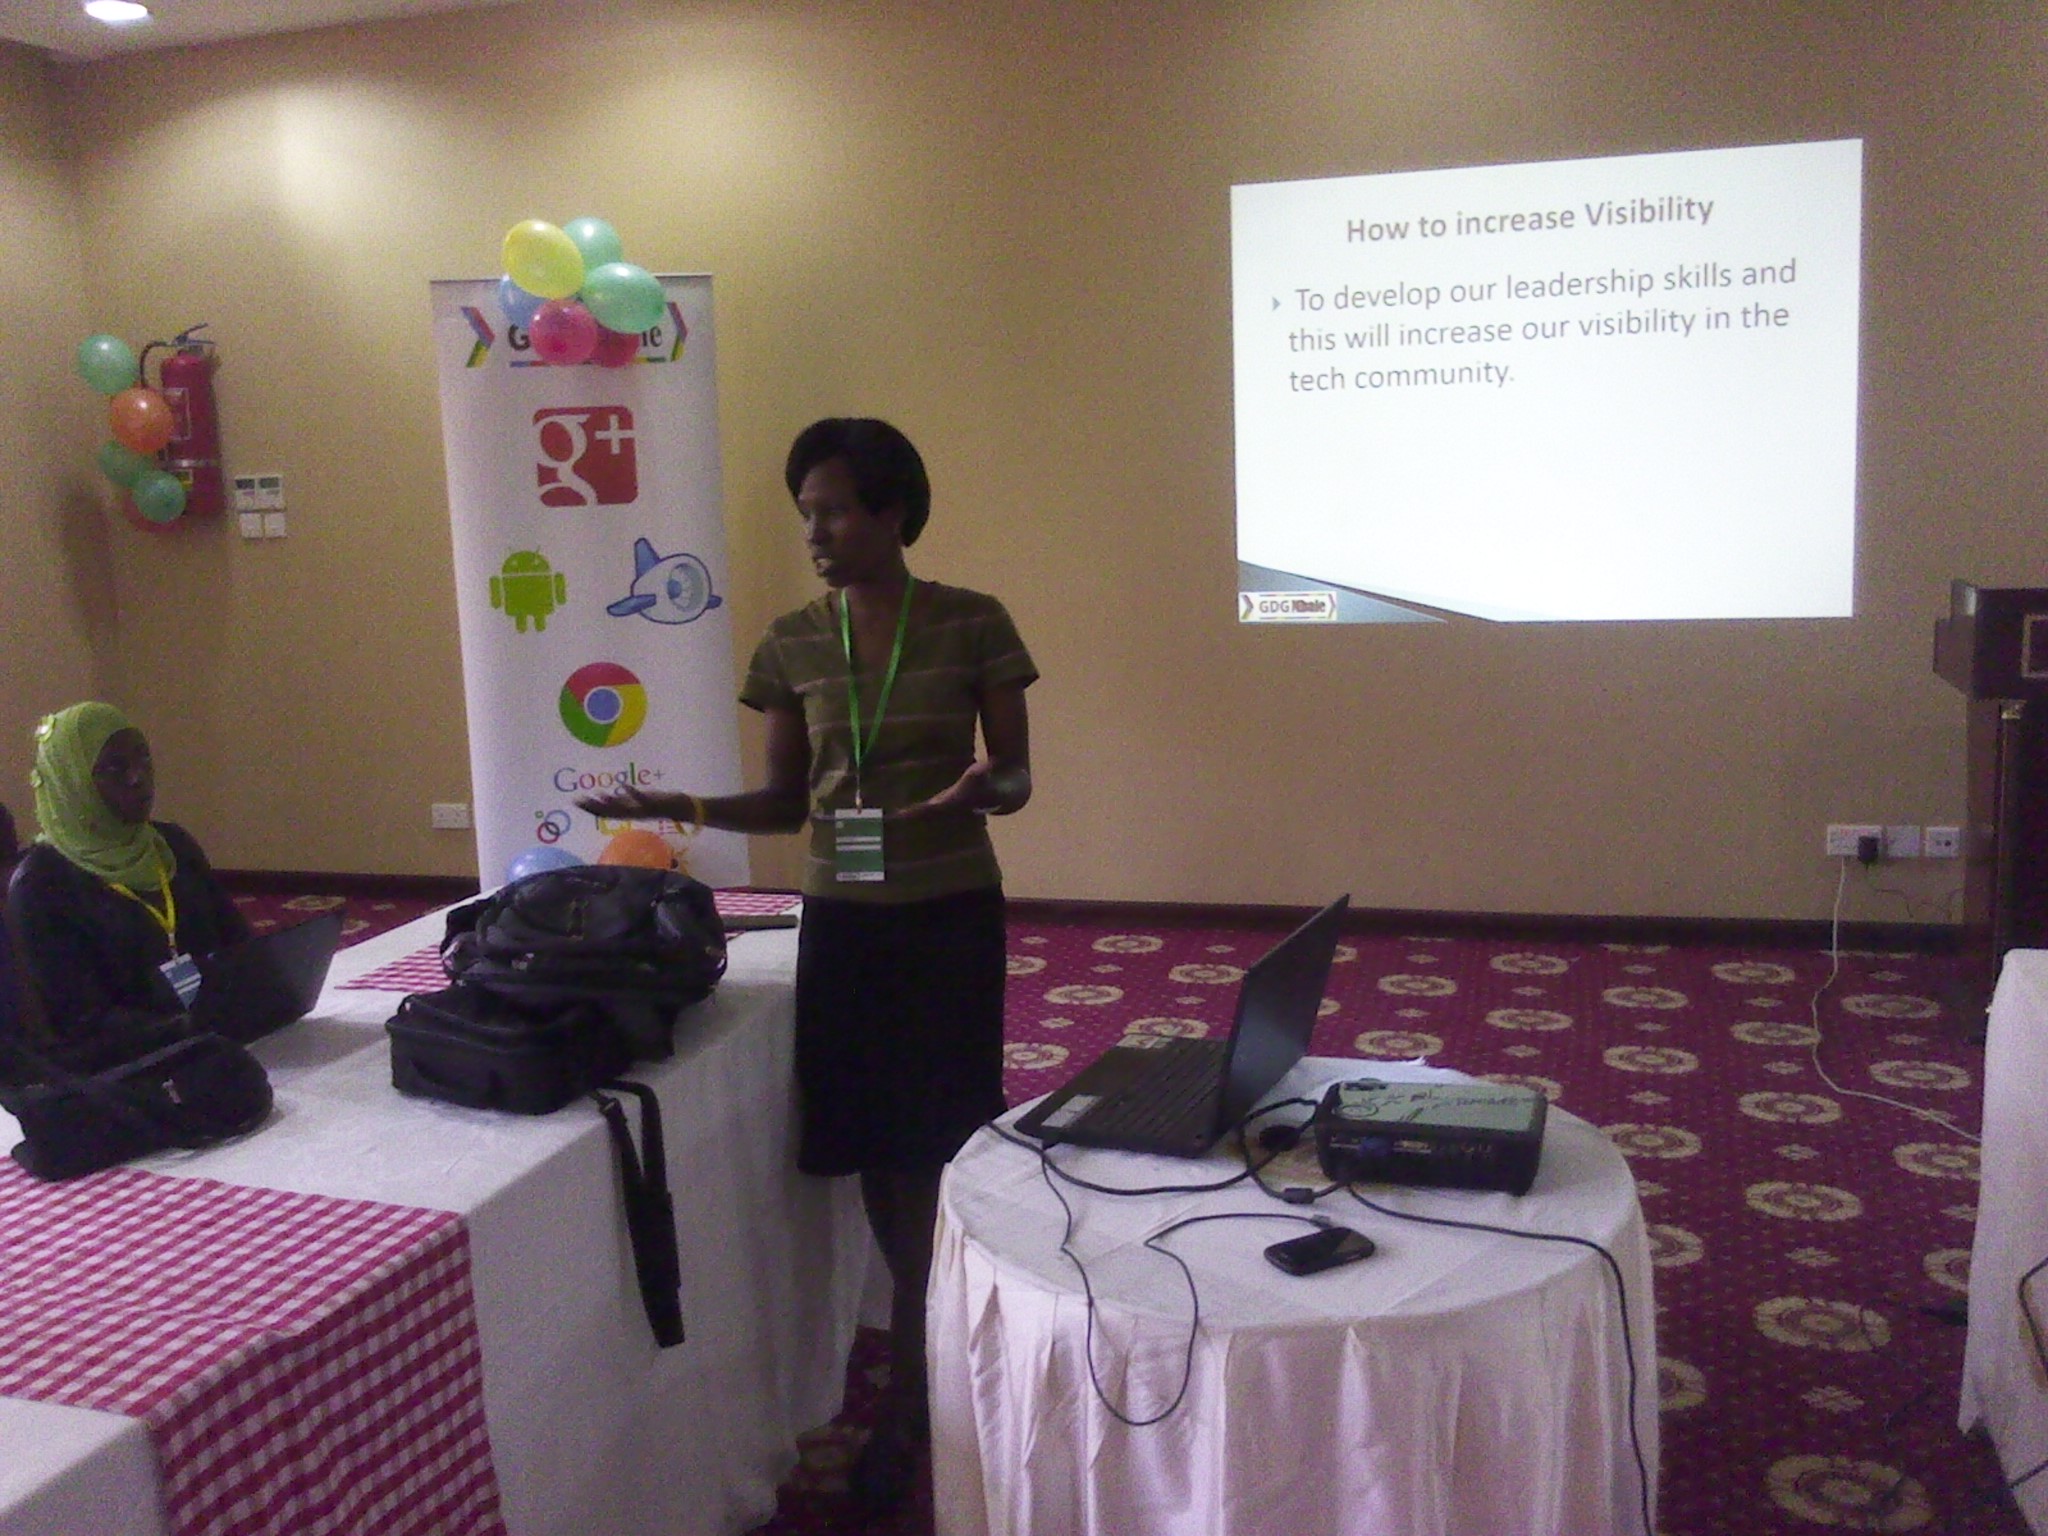 How to increase Visibility
To develop our leadership skills and
this will increase our visibility in the
tech community.
GDG Mbale
g+
Google+